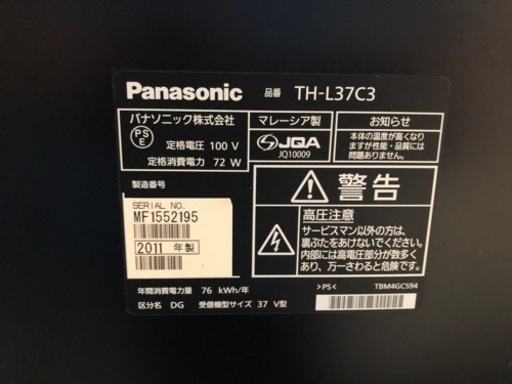 Panasonic 品番 TH-L37C3
パナソニック株式会社
PS
E
定格電圧 100 V
定格消費電力 72 W
マレーシア製
JQA
JQ10009
お知らせ
本体の温度が高くなり
ますが性能・品質には
問題ありません。
製造番号
SERIAL NO.
MF1552195
2011 年製
警告
高圧注意
サービスマン以外の方は、
裏ぶたをあけないでください。
内部には高電圧部分が数多く
あり、万一さわると危険です。
年間消費電力量 76 kWh/年
区分名 DG 受信機型サイズ 37 V型
>PS<
TBM4GC594